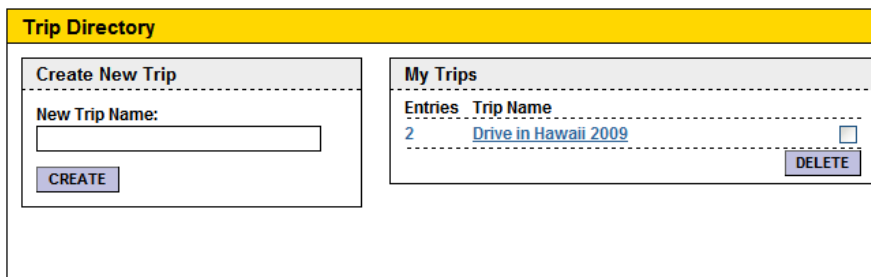 Trip Directory
Create New Trip
New Trip Name:
CREATE
My Trips
Entries Trip Name
2 Drive in Hawaii 2009
DELETE